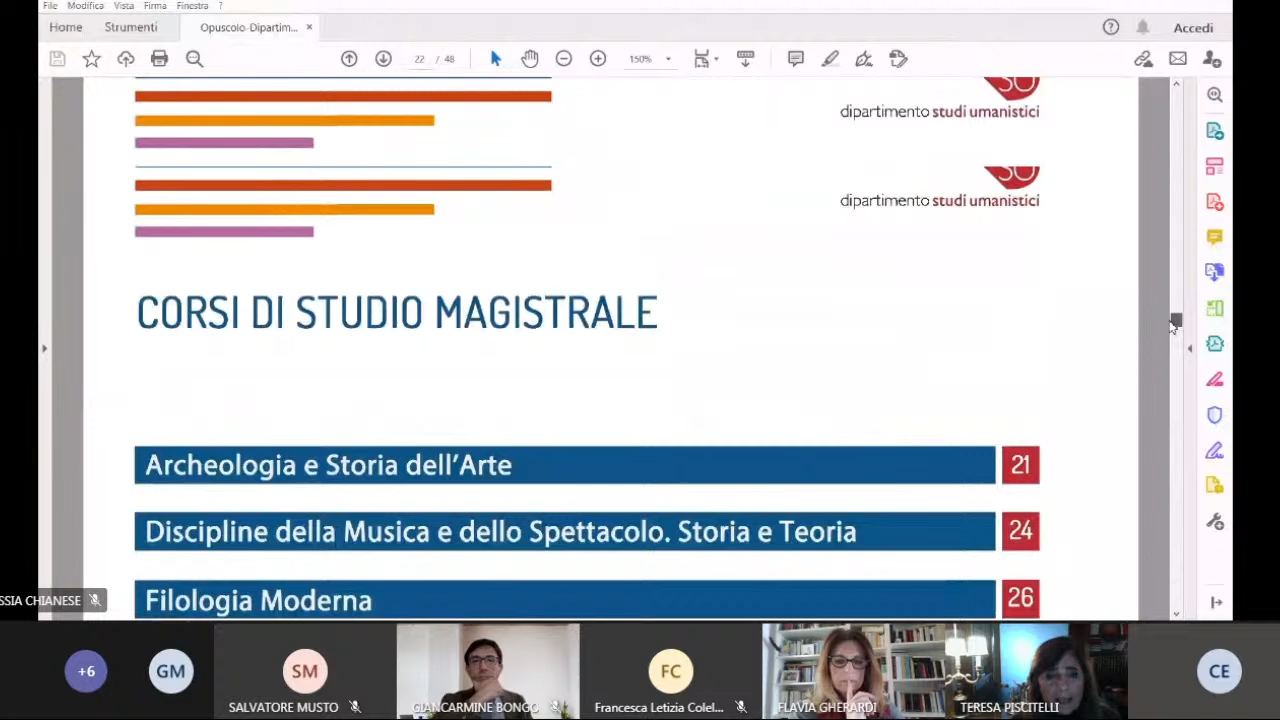 File Modifica Vista Firma Finestra ?
Home Strumenti Opuscolo-Dipartim... × Accedi
22 / 48 150%
dipartimento studi umanistici
dipartimento studi umanistici
CORSI DI STUDIO MAGISTRALE
Archeologia e Storia dell'Arte 21
Discipline della Musica e dello Spettacolo. Storia e Teoria 24
Filologia Moderna 26
SSIA CHIANESE
+6 GM SM FC CE
SALVATORE MUSTO GIANCARMINE BONGO Francesca Letizia Colel... FLAVIA GHERARDI TERESA PISCITELLI